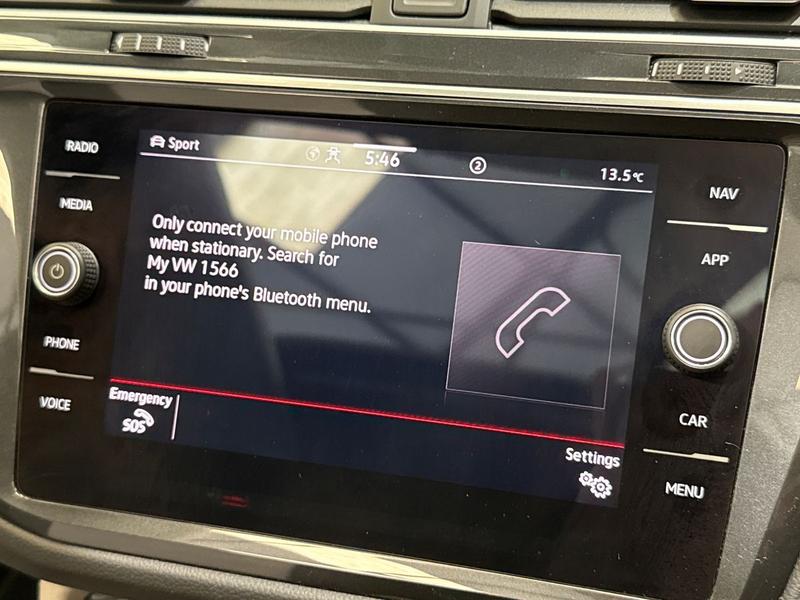 RADIO
MEDIA
PHONE
VOICE
Sport
5:46
2
13.5°C
Only connect your mobile phone
when stationary. Search for
My VW 1566
in your phone's Bluetooth menu.
Emergency
SOS
Settings
NAV
APP
CAR
MENU